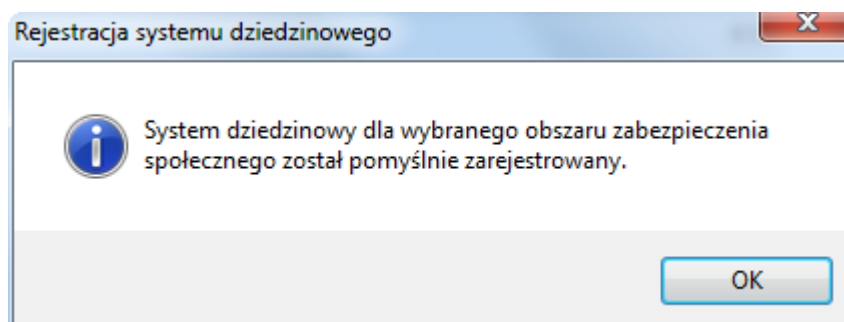 Rejestracja systemu dziedzinowego
System dziedzinowy dla wybranego obszaru zabezpieczenia
społecznego został pomyślnie zarejestrowany.
OK